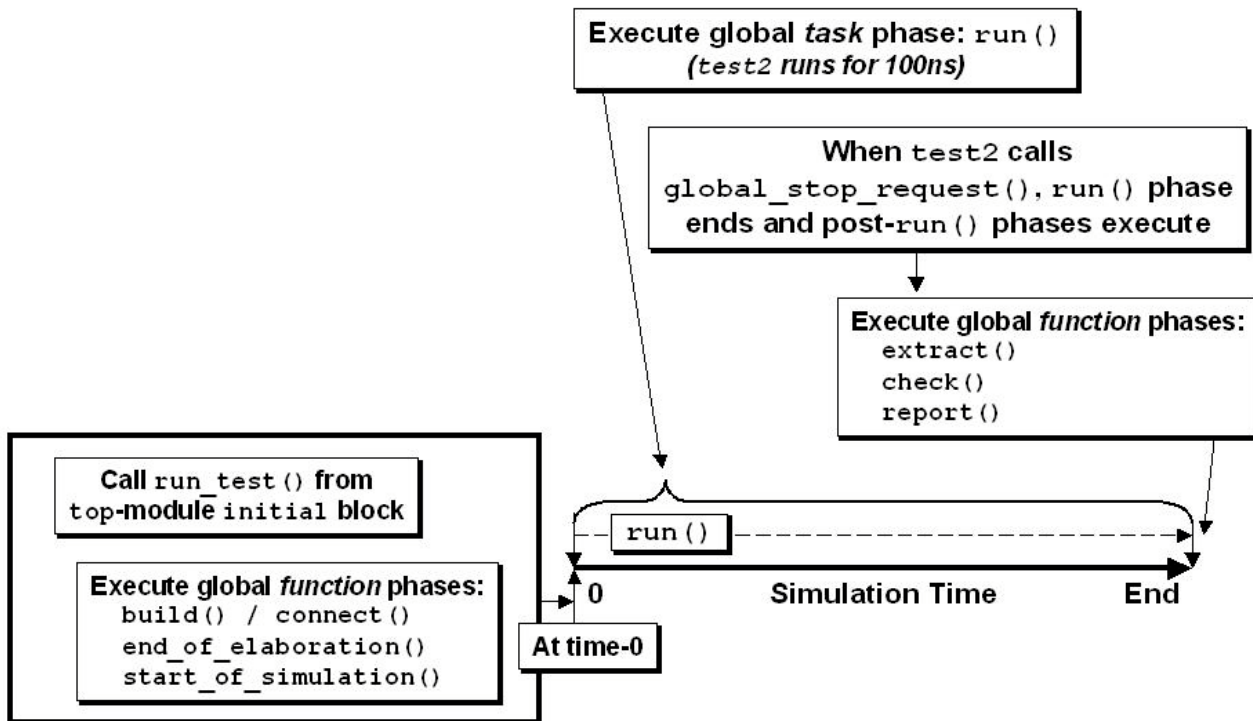 Execute global task phase: run()
(test2 runs for 100ns)
When test2 calls
global_stop_request(), run() phase
ends and post-run() phases execute
Execute global function phases:
extract()
check()
report()
Call run_test() from
top-module initial block
Execute global function phases:
build() / connect()
end_of_elaboration()
start_of_simulation()
run()
0 Simulation Time End
At time-0